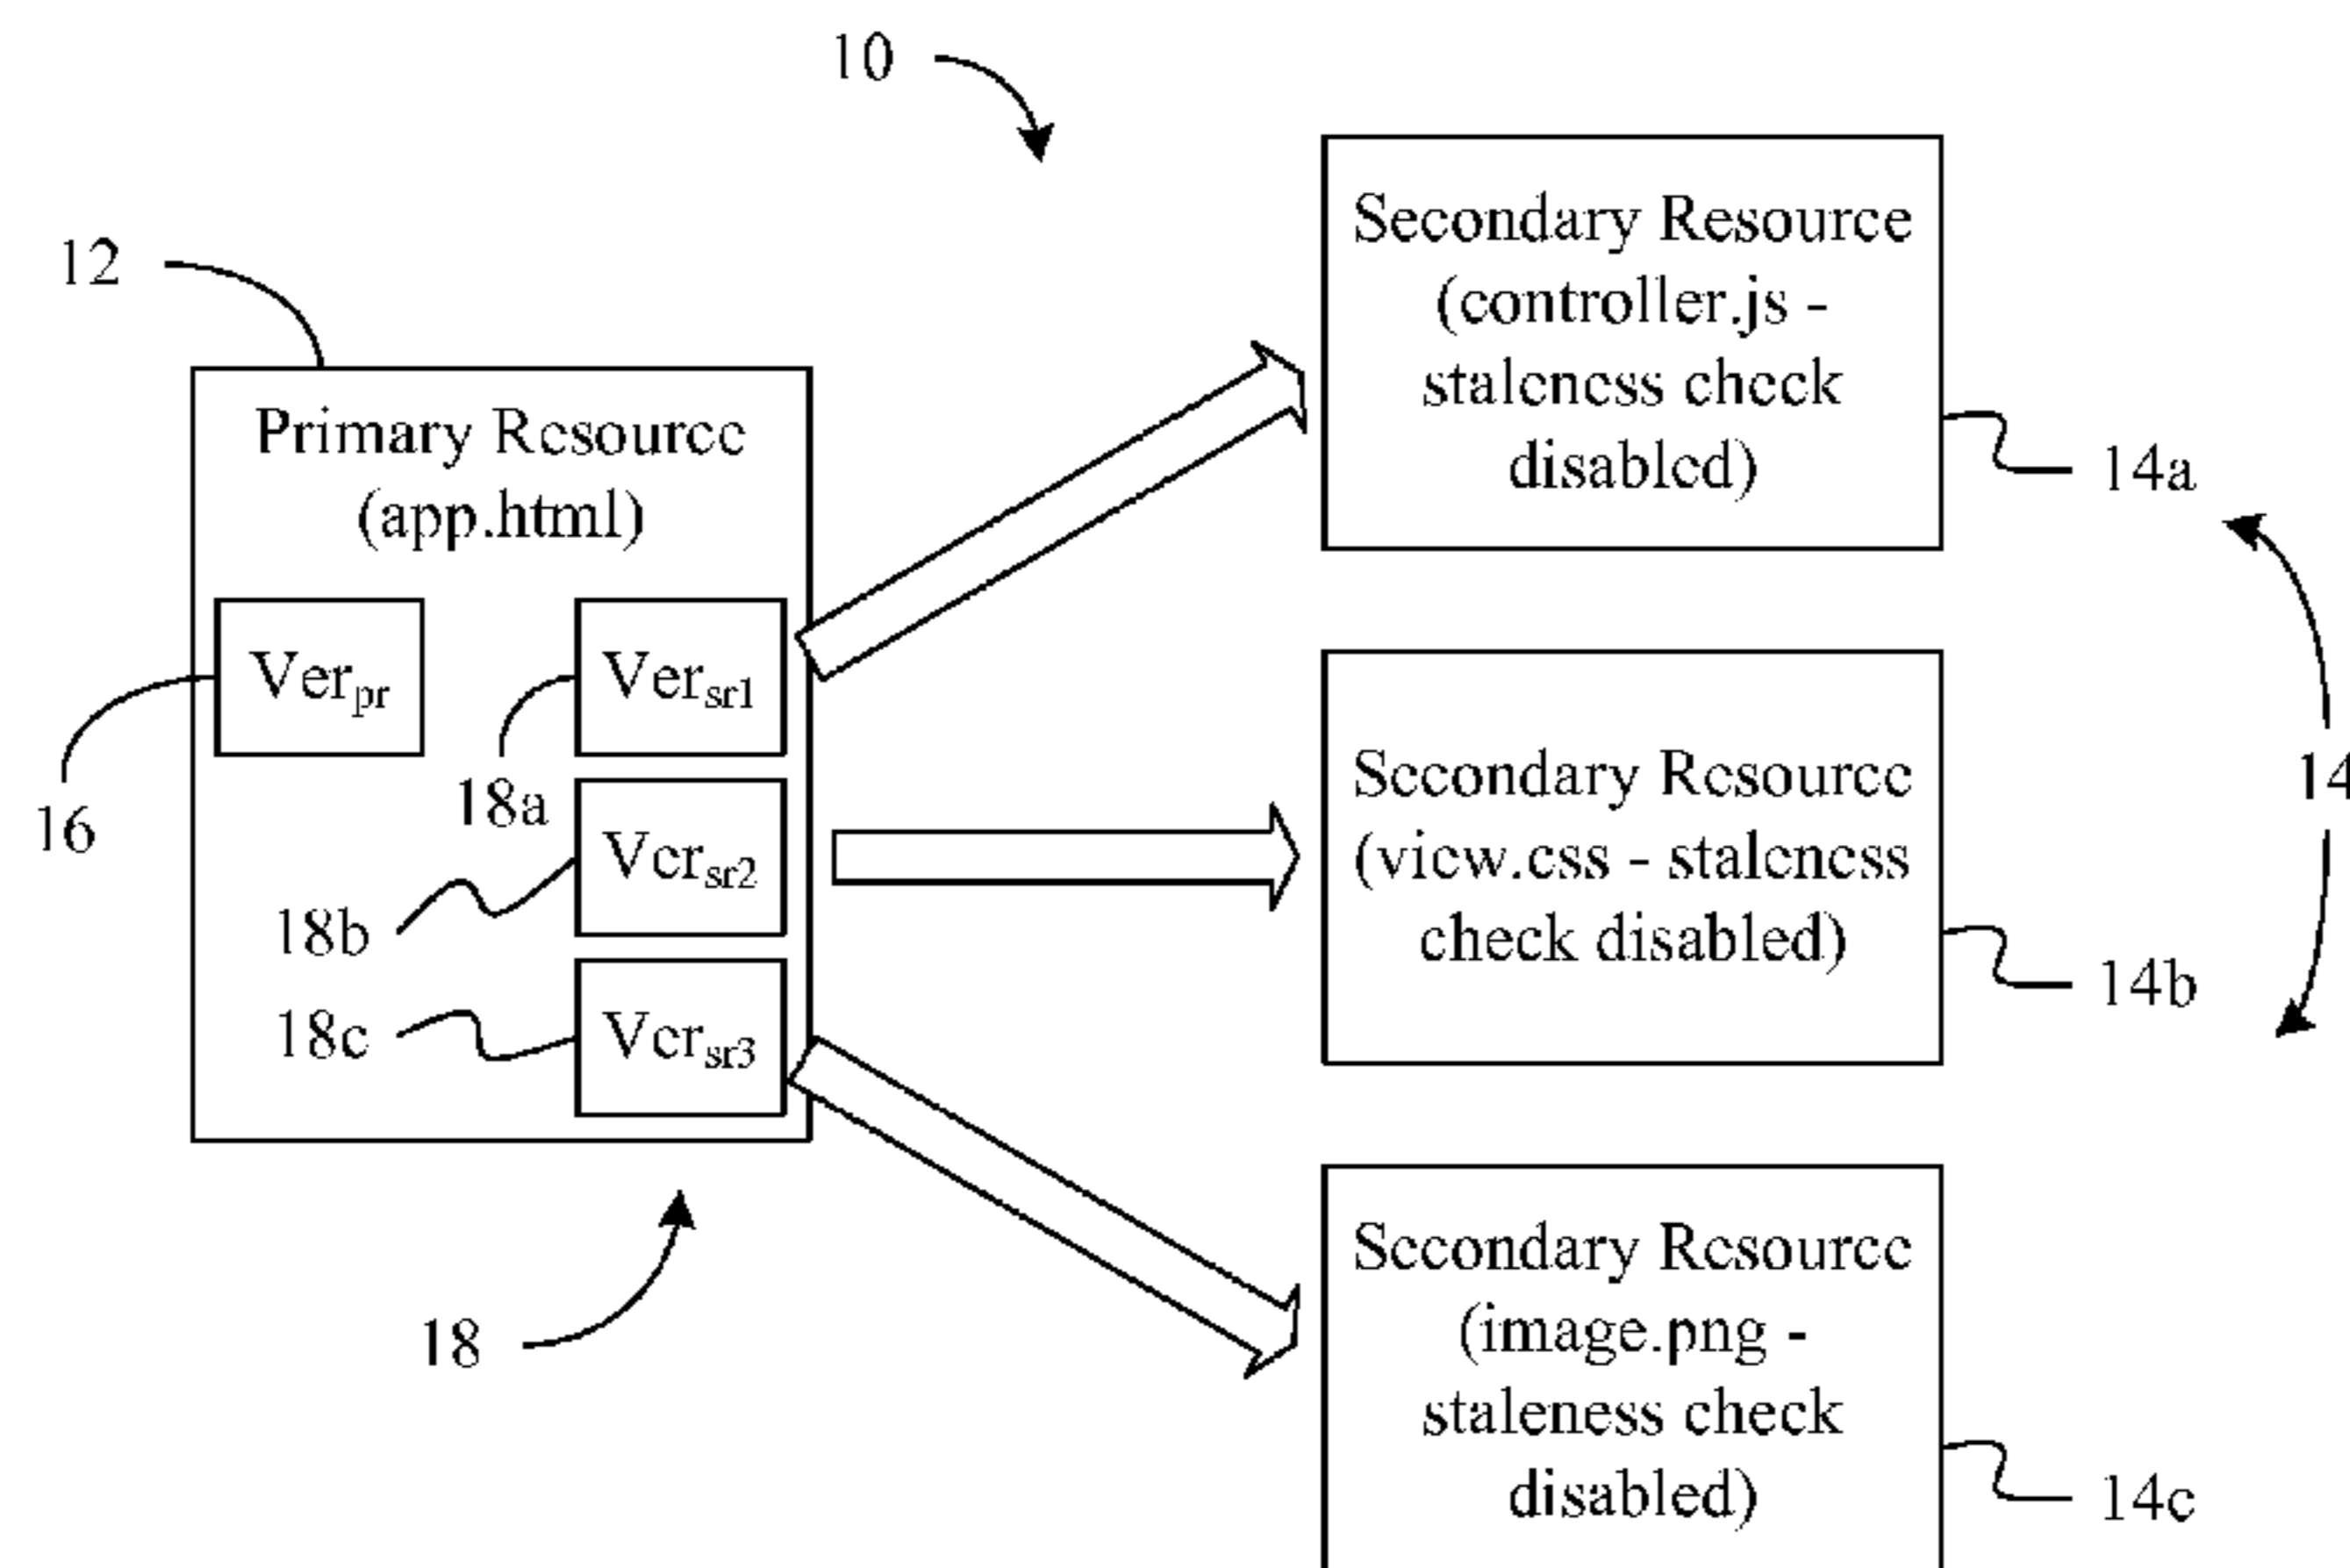 10
12
Primary Resource
(app.html)
Ver_pr
Ver_sr1
16
18a
Ver_sr2
18b
Ver_sr3
18c
18
Secondary Resource
(controller.js -
staleness check
disabled)
14a
14
Secondary Resource
(view.css - staleness
check disabled)
14b
Secondary Resource
(image.png -
staleness check
disabled)
14c